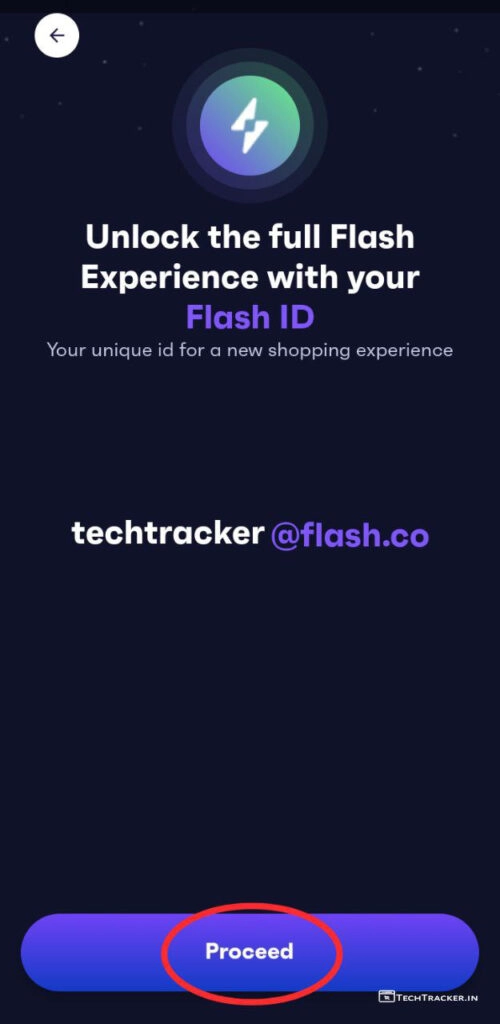 Unlock the full Flash
Experience with your
Flash ID
Your unique id for a new shopping experience
techtracker @flash.co
Proceed
TECHTRACKER.IN